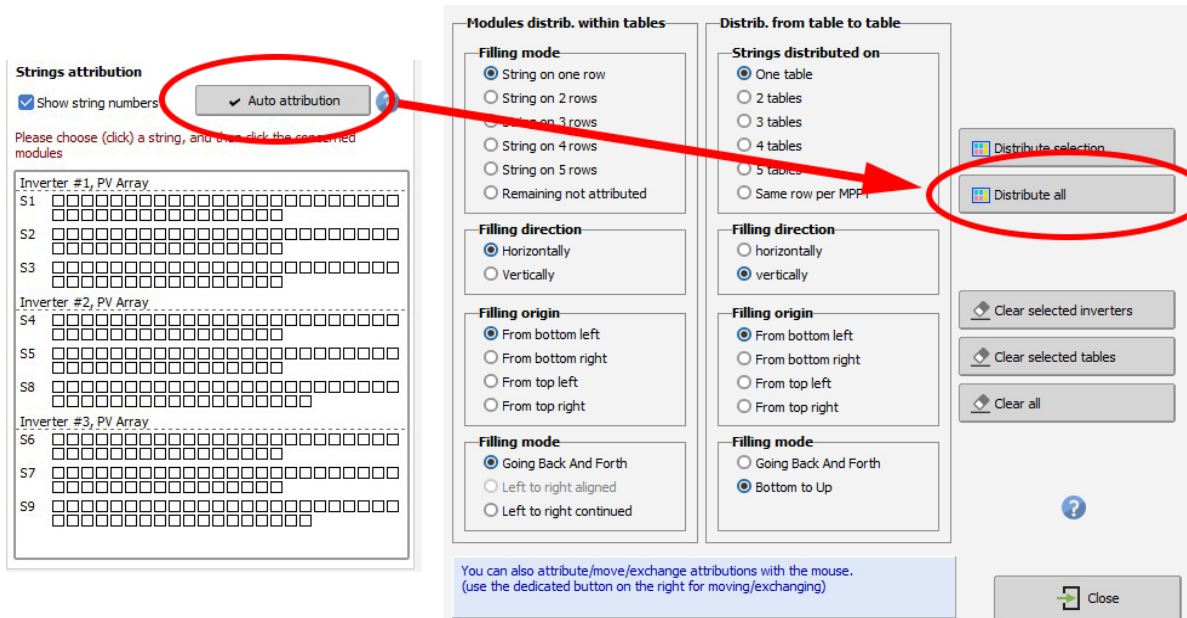 Strings attribution
Show string numbers
Auto attribution
?
Please choose (click) a string, and then click the concerned
modules
Inverter #1, PV Array
S1
S2
S3
Inverter #2, PV Array
S4
S5
S8
Inverter #3, PV Array
S6
S7
S9
Modules distrib. within tables
Filling mode
String on one row
String on 2 rows
String on 3 rows
String on 4 rows
String on 5 rows
Remaining not attributed
Filling direction
Horizontally
Vertically
Filling origin
From bottom left
From bottom right
From top left
From top right
Filling mode
Going Back And Forth
Left to right aligned
Left to right continued
Distrib. from table to table
Strings distributed on
One table
2 tables
3 tables
4 tables
5 tables
Same row per MPPT
Filling direction
horizontally
vertically
Filling origin
From bottom left
From bottom right
From top left
From top right
Filling mode
Going Back And Forth
Bottom to Up
Distribute selection
Distribute all
Clear selected inverters
Clear selected tables
Clear all
?
You can also attribute/move/exchange attributions with the mouse.
(use the dedicated button on the right for moving/exchanging)
Close